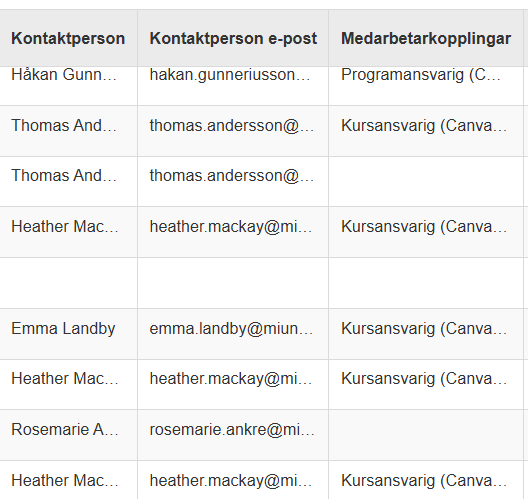 Kontaktperson Kontaktperson e-post Medarbetarkopplingar
Håkan Gunn... hakan.gunneriusson... Programansvarig (C...
Thomas And... thomas.andersson@... Kursansvarig (Canva...
Thomas And... thomas.andersson@...
Heather Mac... heather.mackay@mi... Kursansvarig (Canva...
Emma Landby emma.landby@miun... Kursansvarig (Canva...
Heather Mac... heather.mackay@mi... Kursansvarig (Canva...
Rosemarie A... rosemarie.ankre@mi...
Heather Mac... heather.mackay@mi... Kursansvarig (Canva...